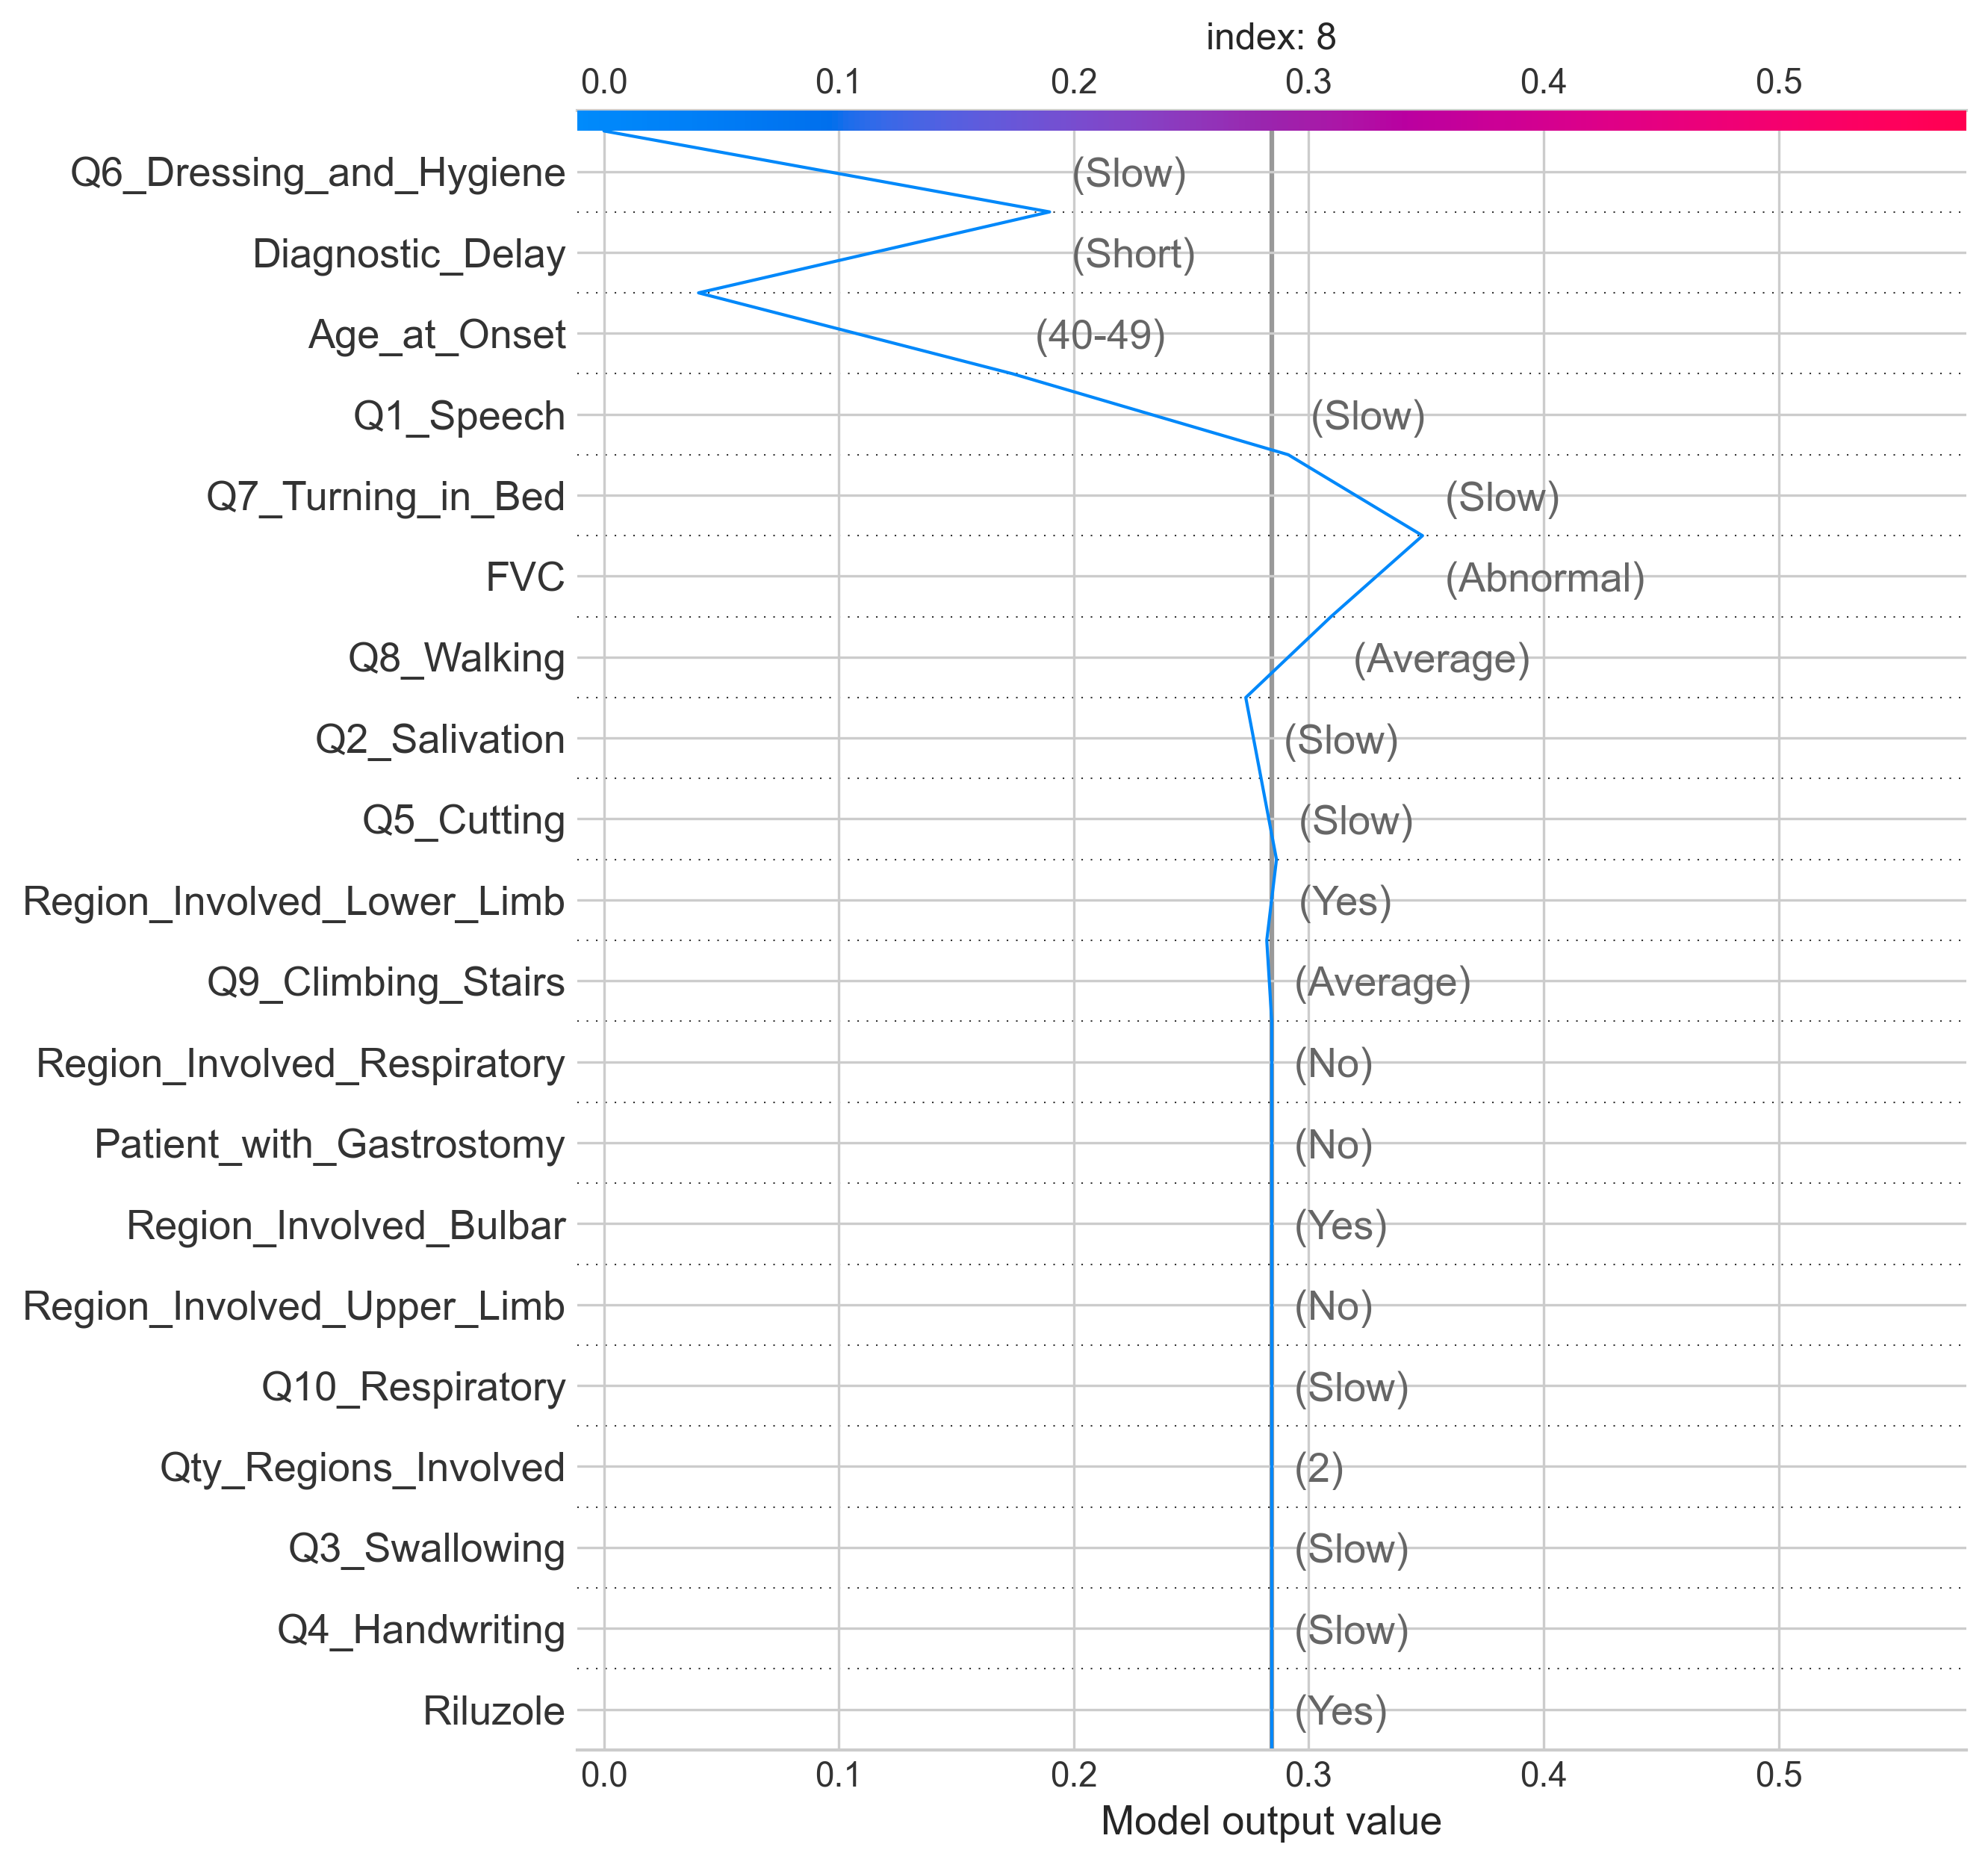 index: 8
0.0 0.1 0.2 0.3 0.4 0.5
Q6_Dressing_and_Hygiene (Slow)
Diagnostic_Delay (Short)
Age_at_Onset (40-49)
Q1_Speech (Slow)
Q7_Turning_in_Bed (Slow)
FVC (Abnormal)
Q8_Walking (Average)
Q2_Salivation (Slow)
Q5_Cutting (Slow)
Region_Involved_Lower_Limb (Yes)
Q9_Climbing_Stairs (Average)
Region_Involved_Respiratory (No)
Patient_with_Gastrostomy (No)
Region_Involved_Bulbar (Yes)
Region_Involved_Upper_Limb (No)
Q10_Respiratory (Slow)
Qty_Regions_Involved (2)
Q3_Swallowing (Slow)
Q4_Handwriting (Slow)
Riluzole (Yes)
0.0 0.1 0.2 0.3 0.4 0.5
Model output value